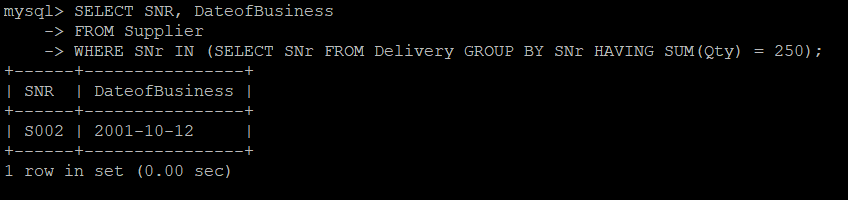 mysql> SELECT SNR, DateofBusiness
    -> FROM Supplier
    -> WHERE SNr IN (SELECT SNr FROM Delivery GROUP BY SNr HAVING SUM(Qty) = 250);
+------+----------------+
| SNR  | DateofBusiness |
+------+----------------+
| S002 | 2001-10-12     |
+------+----------------+
1 row in set (0.00 sec)